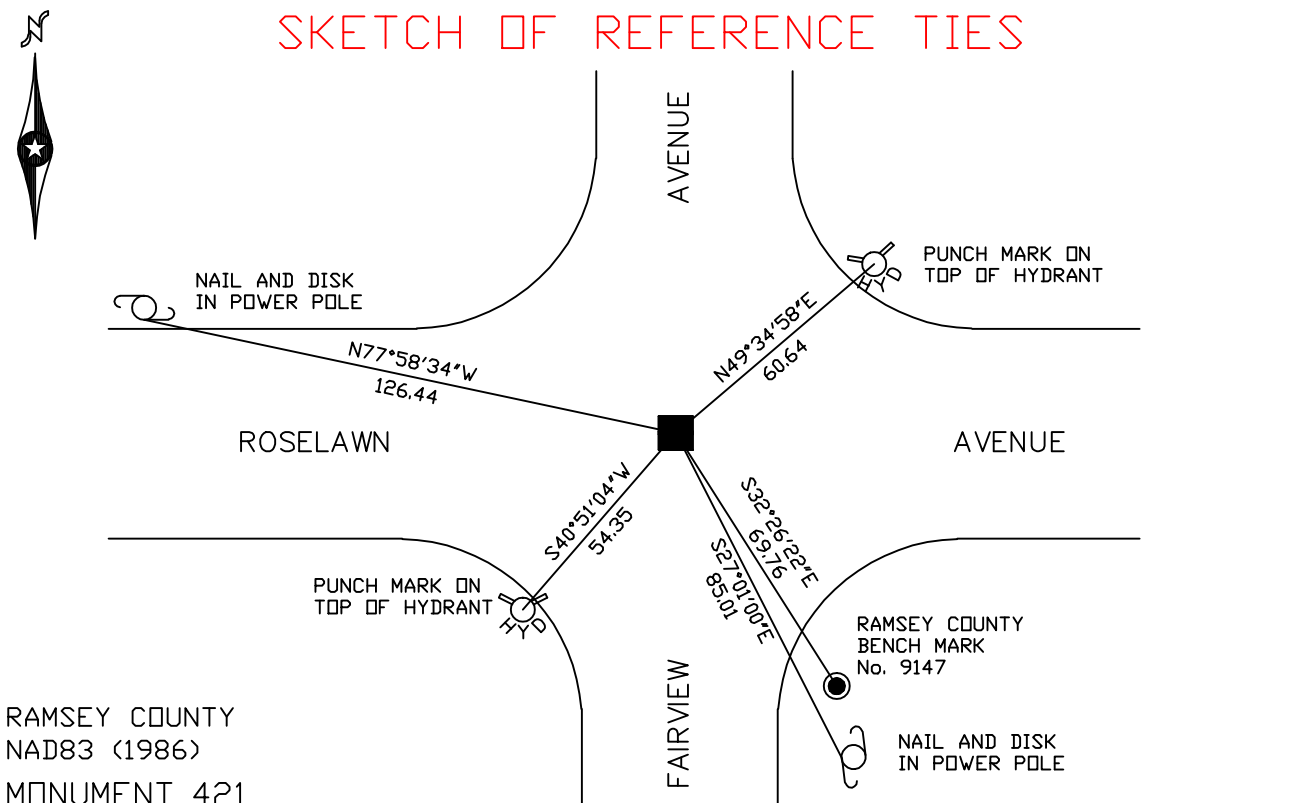 N
SKETCH OF REFERENCE TIES
AVENUE
NAIL AND DISK
IN POWER POLE
PUNCH MARK ON
TOP OF HYDRANT
HYD
N77°58'34"W
126.44
N49°34'58"E
60.64
ROSELAWN
AVENUE
S40°51'04"W
54.35
S32°26'22"E
69.76
S27°01'00"E
85.01
PUNCH MARK ON
TOP OF HYDRANT
HYD
RAMSEY COUNTY
BENCH MARK
No. 9147
FAIRVIEW
NAIL AND DISK
IN POWER POLE
RAMSEY COUNTY
NAD83 (1986)
MONUMENT 421